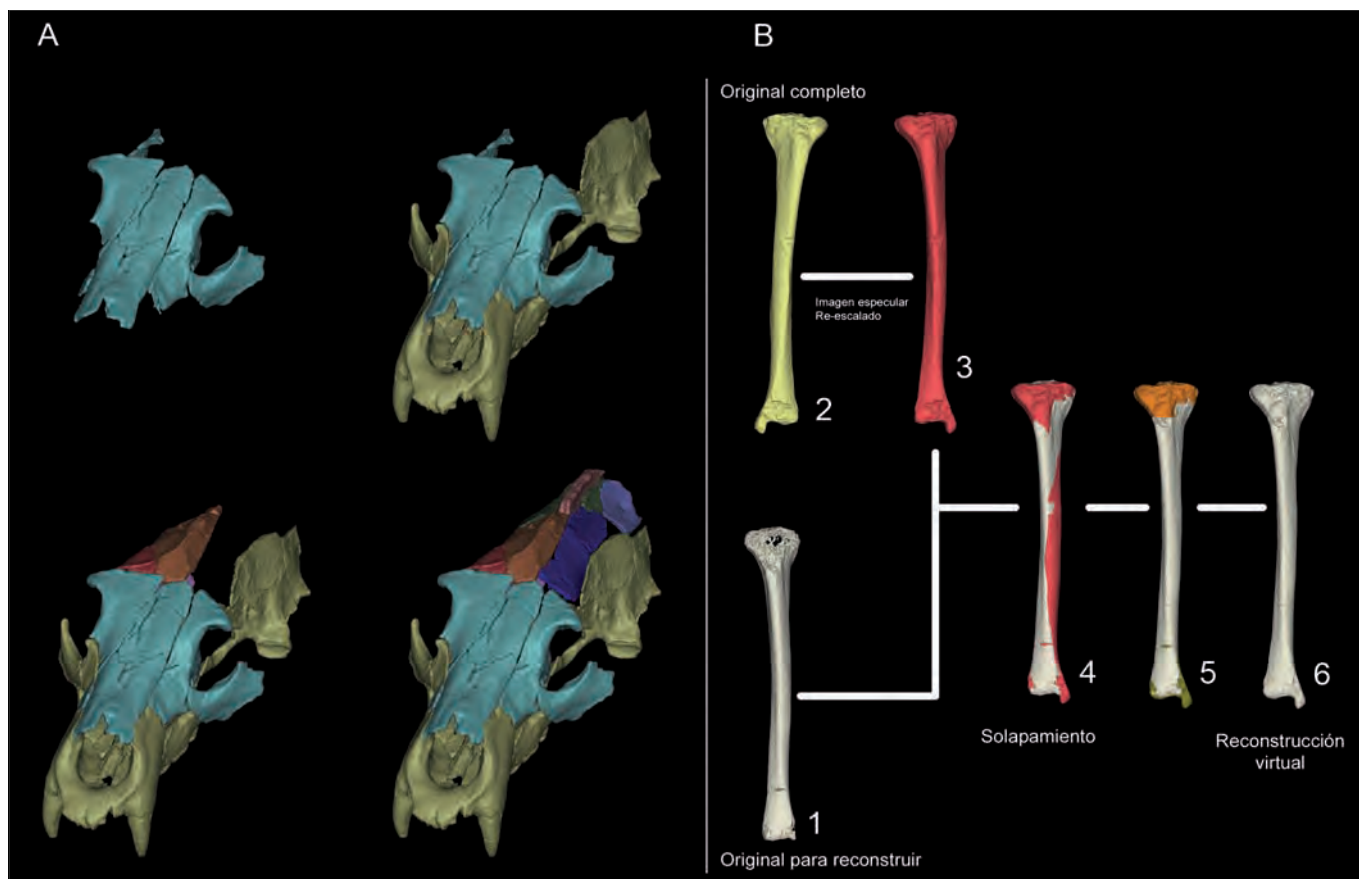 A
B
Original completo
Imagen especular
Re-escalado
2
3
1
Original para reconstruir
4
5
6
Solapamiento
Reconstrucción
virtual